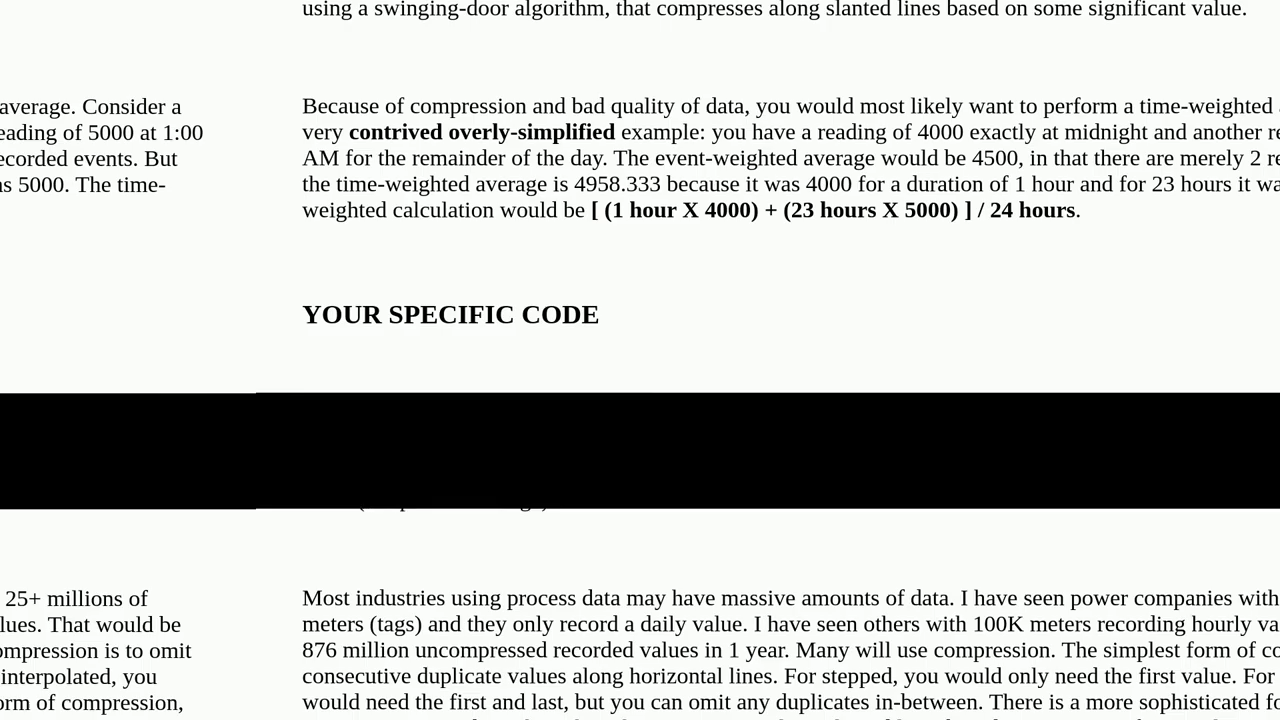 using a swinging-door algorithm, that compresses along slanted lines based on some significant value.
Because of compression and bad quality of data, you would most likely want to perform a time-weighted
very contrived overly-simplified example: you have a reading of 4000 exactly at midnight and another re
AM for the remainder of the day. The event-weighted average would be 4500, in that there are merely 2 re
the time-weighted average is 4958.333 because it was 4000 for a duration of 1 hour and for 23 hours it wa
weighted calculation would be [ (1 hour X 4000) + (23 hours X 5000) ] / 24 hours.
average. Consider a
eading of 5000 at 1:00
ecorded events. But
s 5000. The time-
YOUR SPECIFIC CODE
Most industries using process data may have massive amounts of data. I have seen power companies with
meters (tags) and they only record a daily value. I have seen others with 100K meters recording hourly va
876 million uncompressed recorded values in 1 year. Many will use compression. The simplest form of co
consecutive duplicate values along horizontal lines. For stepped, you would only need the first value. For
would need the first and last, but you can omit any duplicates in-between. There is a more sophisticated fo
25+ millions of
lues. That would be
ompression is to omit
interpolated, you
orm of compression,